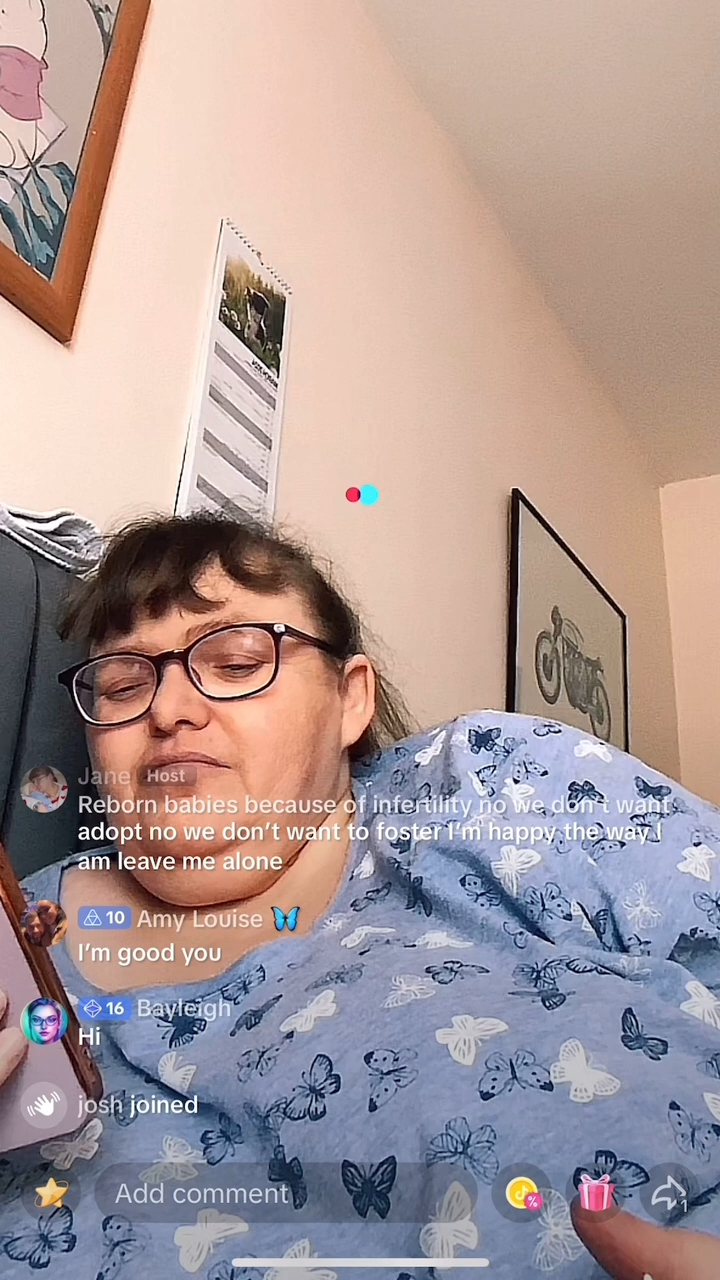 Jane Host
Reborn babies because of infertility no we don't want
adopt no we don't want to foster I'm happy the way I
am leave me alone
10 Amy Louise 🦋
I'm good you
16 Bayleigh
Hi
josh joined
Add comment
1